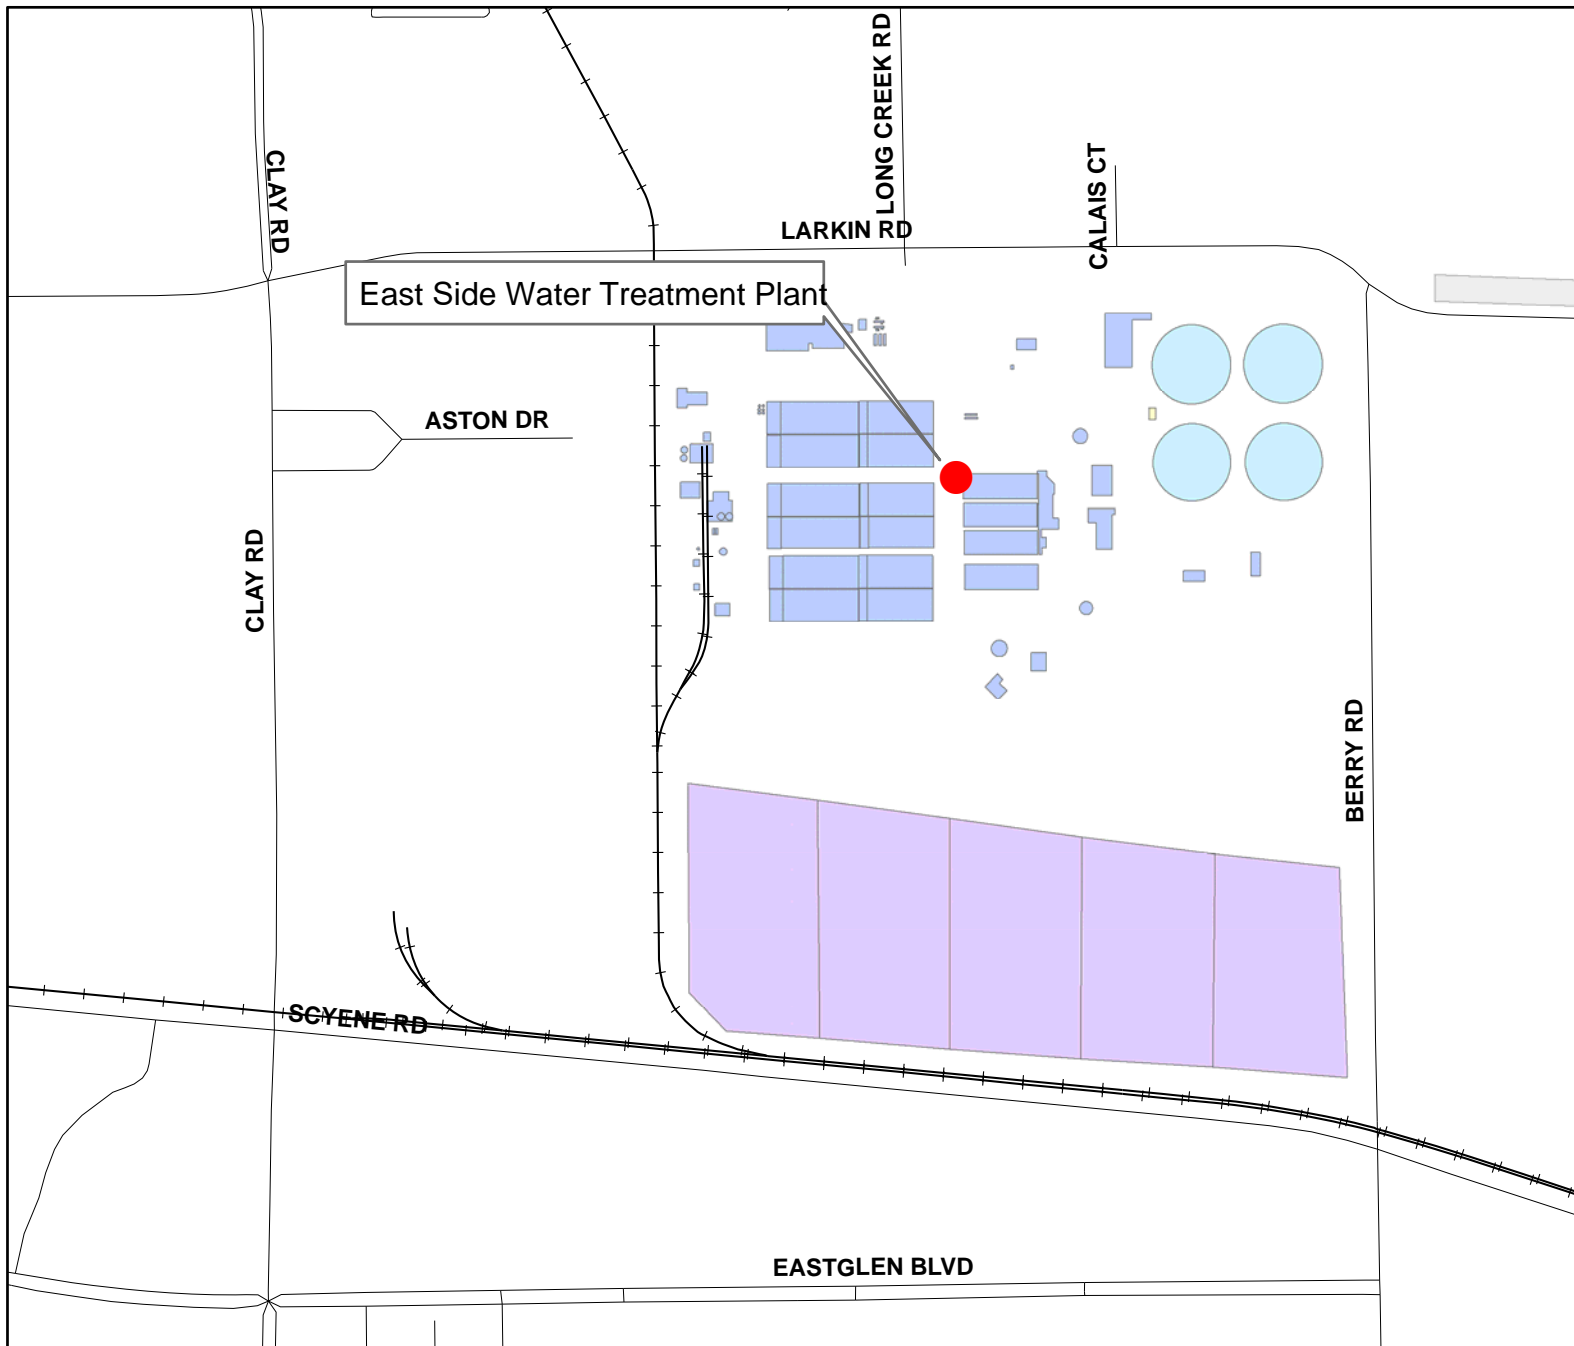 LONG CREEK RD
CLAY RD
CALAIS CT
LARKIN RD
East Side Water Treatment Plant
ASTON DR
CLAY RD
BERRY RD
SCYENE RD
EASTGLEN BLVD